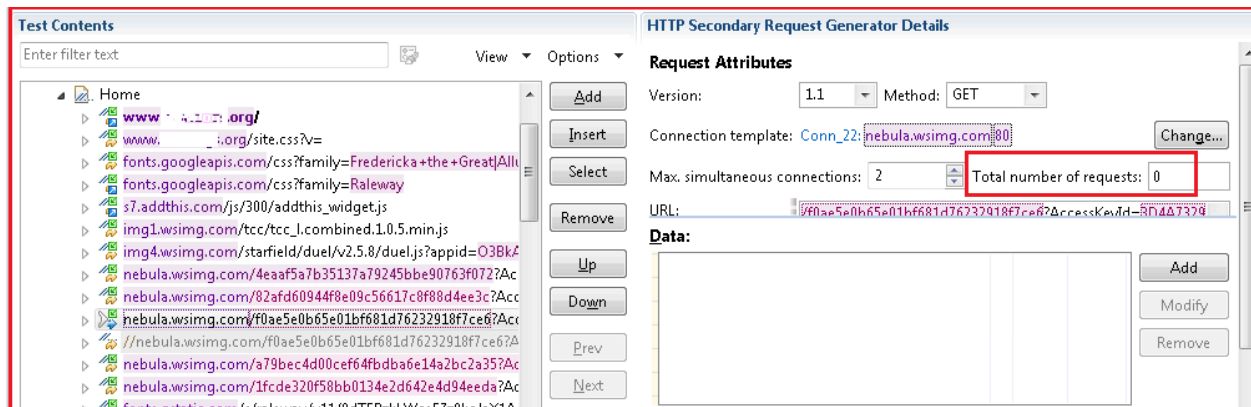 Test Contents
Enter filter text
View
Options
Home
www. .org/
www. .org/site.css?v=
fonts.googleapis.com/css?family=Fredericka+the+Great|Allu
fonts.googleapis.com/css?family=Raleway
s7.addthis.com/js/300/addthis_widget.js
img1.wsimg.com/tcc/tcc_l.combined.1.0.5.min.js
img4.wsimg.com/starfield/duel/v2.5.8/duel.js?appid=O3BkA
nebula.wsimg.com/4eaaf5a7b35137a79245bbe90763f072?Ac
nebula.wsimg.com/82afd60944f8e09c56617c8f88d4ee3c?Acc
nebula.wsimg.com/f0ae5e0b65e01bf681d76232918f7ce6?Acc
//nebula.wsimg.com/f0ae5e0b65e01bf681d76232918f7ce6?A
nebula.wsimg.com/a79bec4d00cef64fbdba6e14a2bc2a35?Ac
nebula.wsimg.com/1fcde320f58bb0134e2d642e4d94eeda?Ac
Add
Insert
Select
Remove
Up
Down
Prev
Next
HTTP Secondary Request Generator Details
Request Attributes
Version: 1.1 Method: GET
Connection template: Conn_22: nebula.wsimg.com:80 Change...
Max. simultaneous connections: 2 Total number of requests: 0
URL: /f0ae5e0b65e01bf681d76232918f7ce6?AccessKeyId=3D4A7329
Data:
Add
Modify
Remove